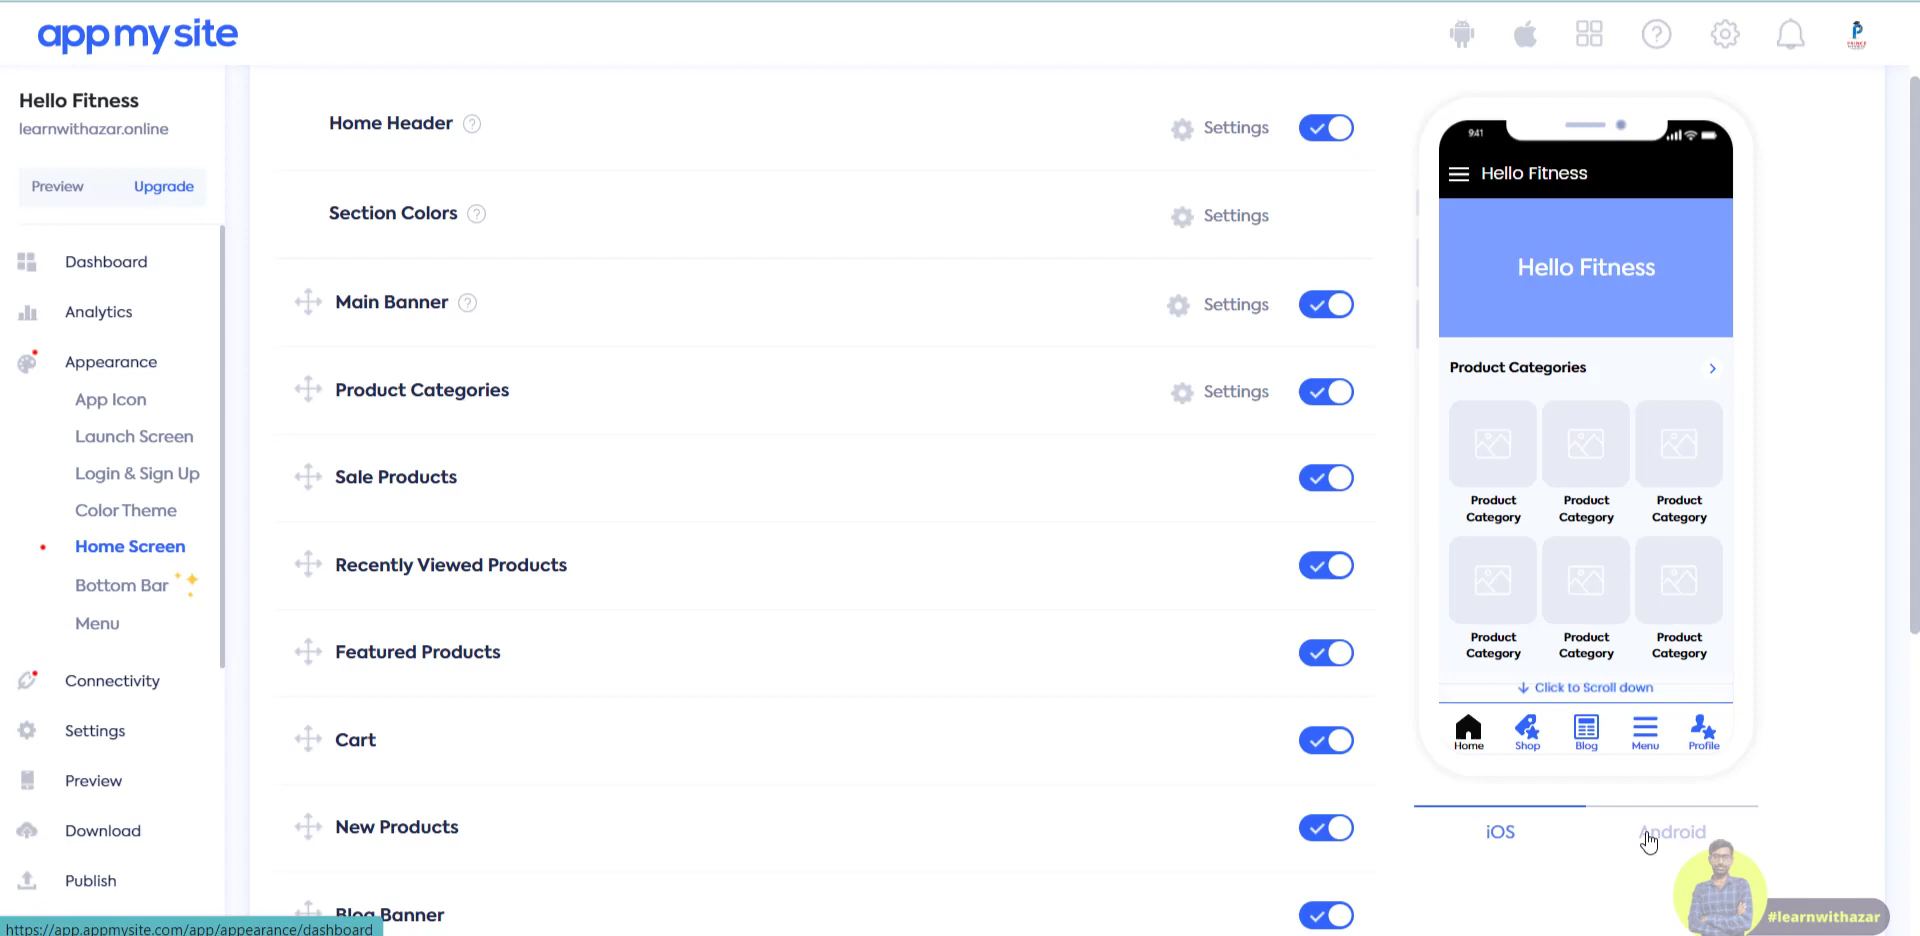 app my site
PRINCE
Hello Fitness
learnwithazar.online
Preview
Upgrade
Dashboard
Analytics
Appearance
App Icon
Launch Screen
Login & Sign Up
Color Theme
Home Screen
Bottom Bar
Menu
Connectivity
Settings
Preview
Download
Publish
https://app.appmysite.com/app/appearance/dashboard
Home Header ?
Settings
Section Colors ?
Settings
Main Banner ?
Settings
Product Categories
Settings
Sale Products
Recently Viewed Products
Featured Products
Cart
New Products
Blog Banner
9:41
Hello Fitness
Hello Fitness
Product Categories
Product Category
Product Category
Product Category
Product Category
Product Category
Product Category
Click to Scroll down
Home
Shop
Blog
Menu
Profile
iOS
Android
#learnwithazar